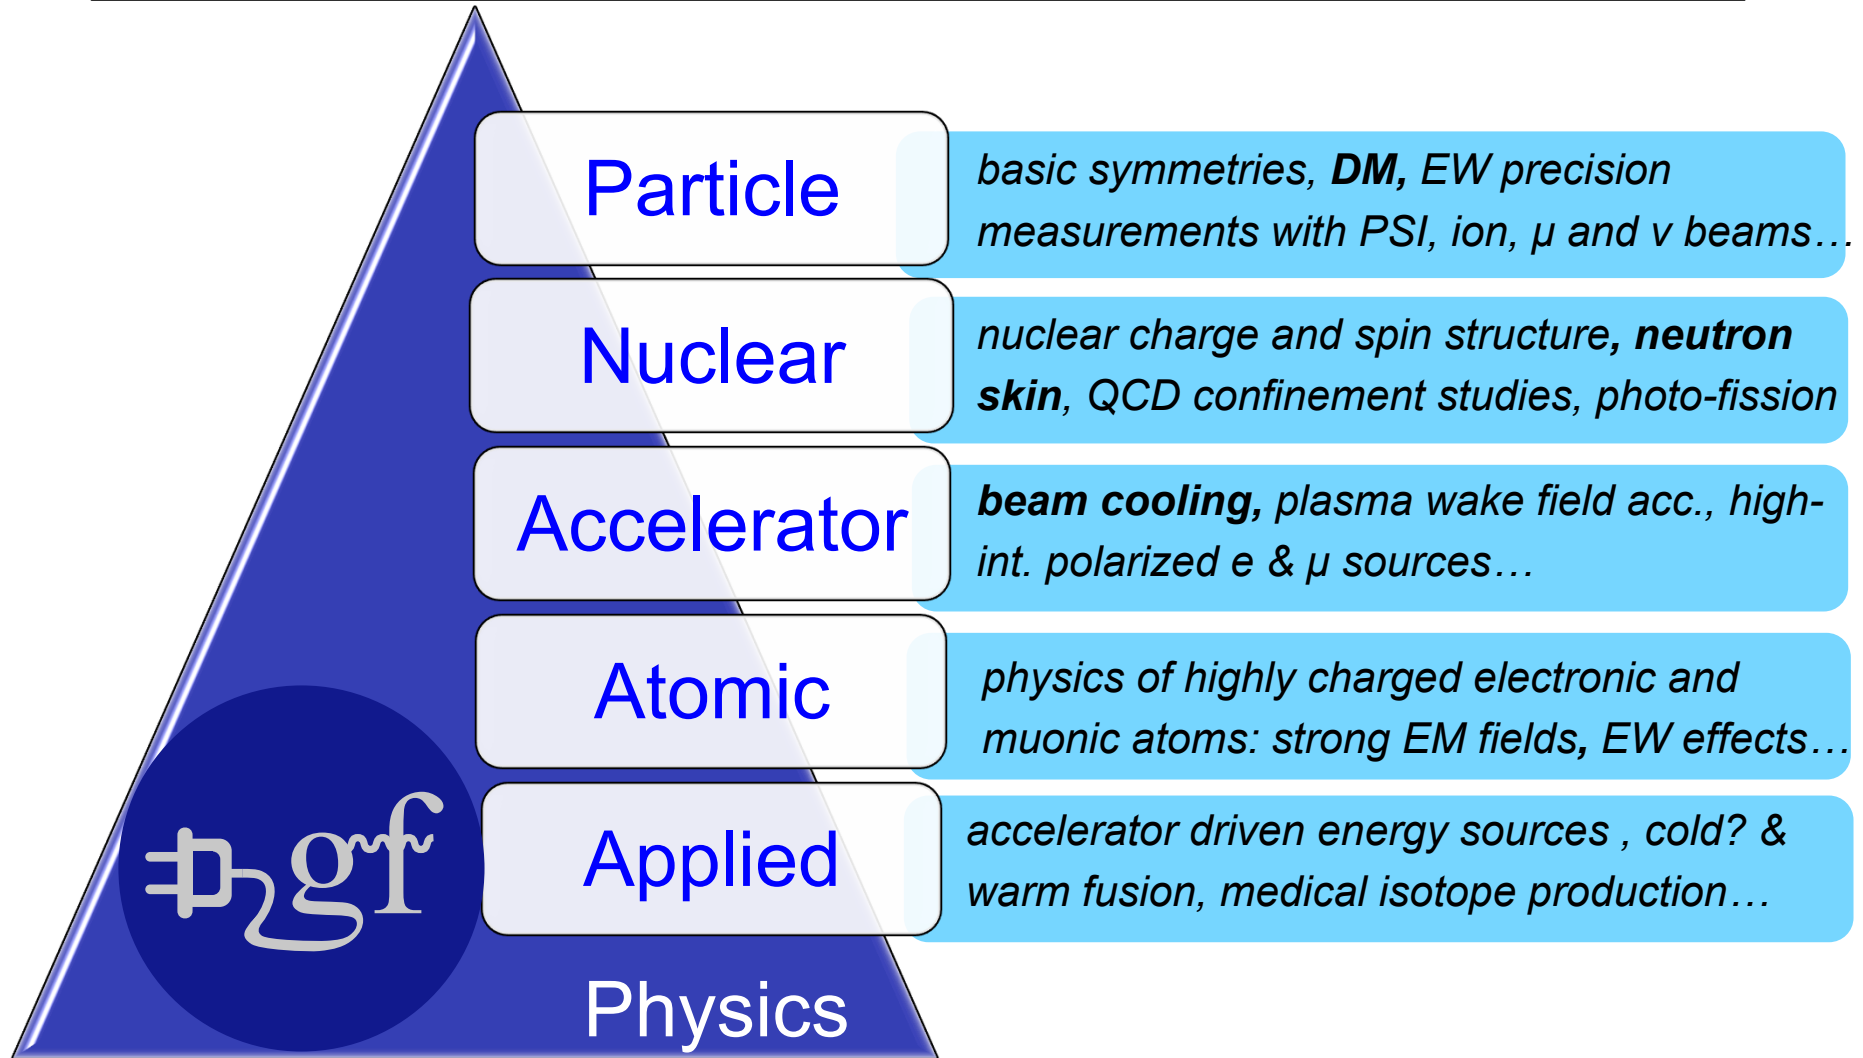 Particle
basic symmetries, DM, EW precision
measurements with PSI, ion, μ and ν beams…
Nuclear
nuclear charge and spin structure, neutron
skin, QCD confinement studies, photo-fission
Accelerator
beam cooling, plasma wake field acc., high-
int. polarized e & μ sources…
Atomic
physics of highly charged electronic and
muonic atoms: strong EM fields, EW effects…
gf
Applied
accelerator driven energy sources , cold? &
warm fusion, medical isotope production…
Physics